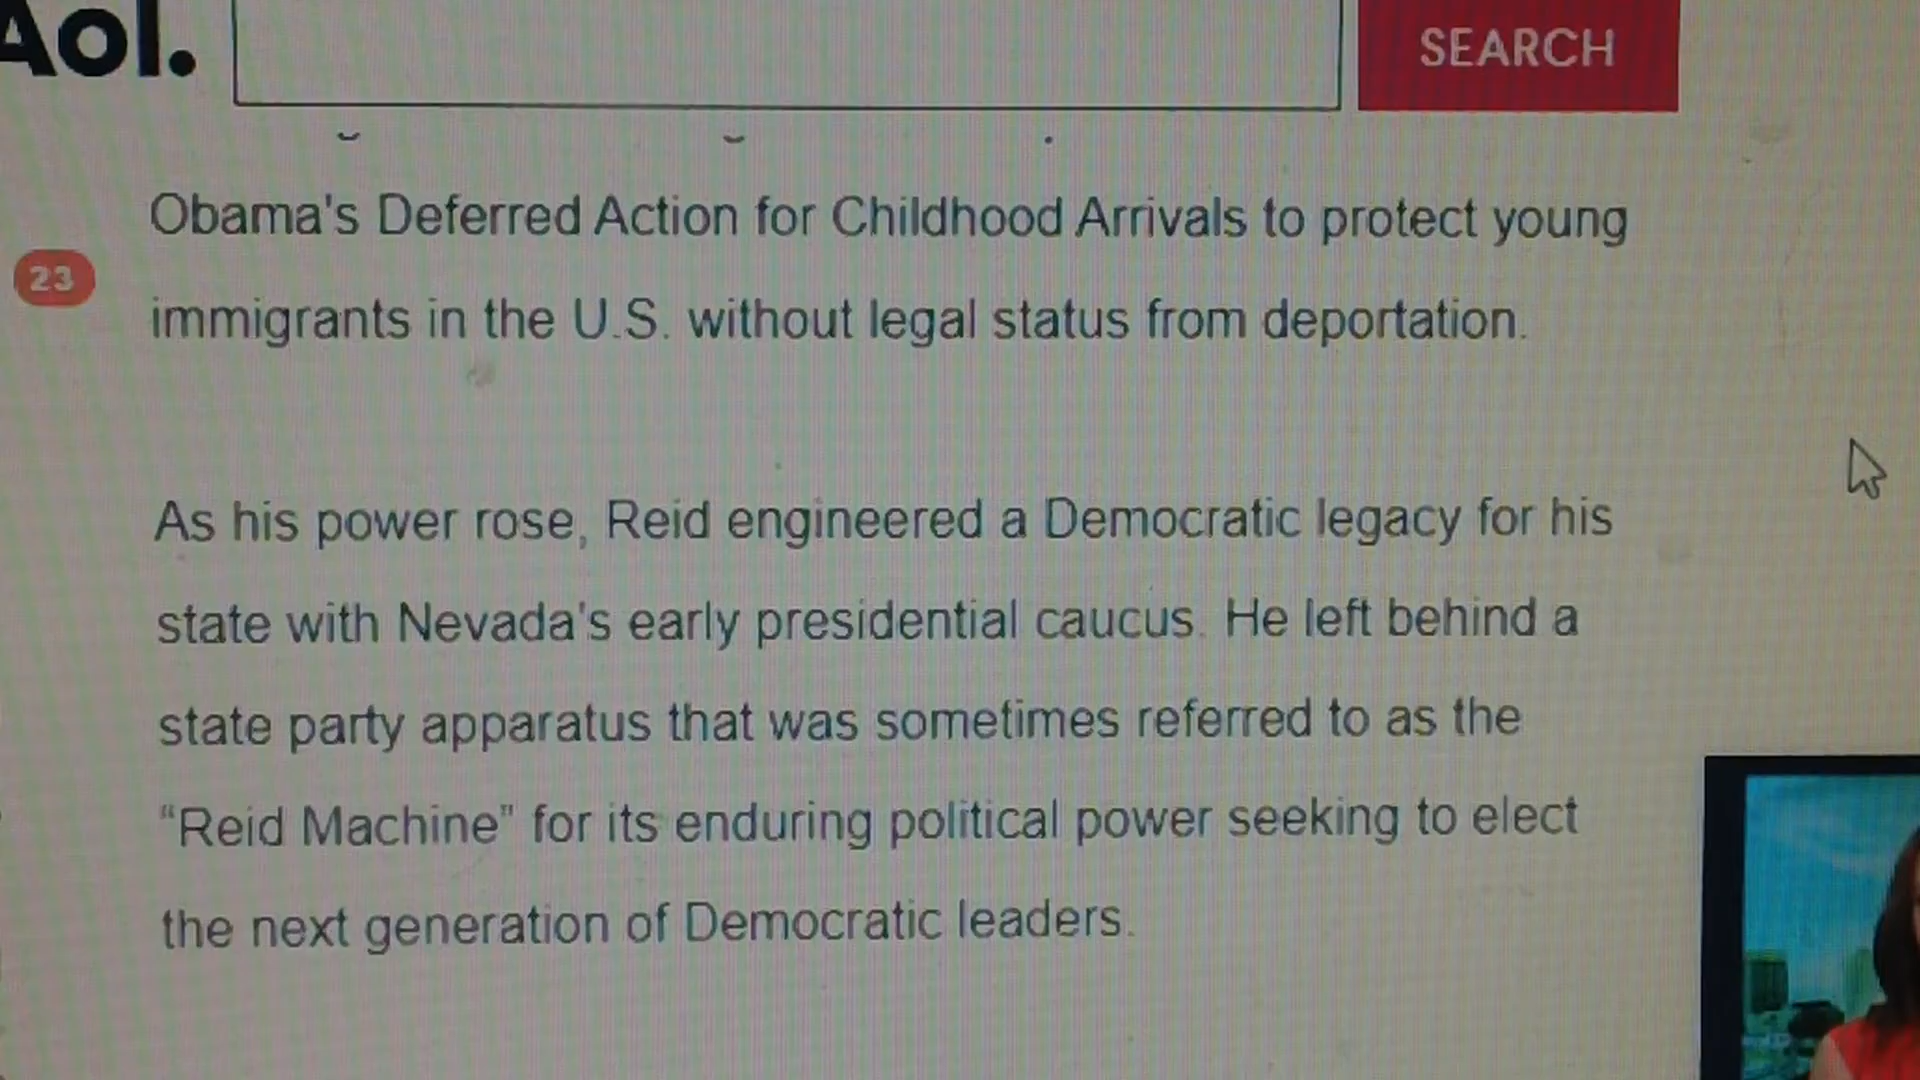 Aol.
SEARCH
Obama's Deferred Action for Childhood Arrivals to protect young
23
immigrants in the U.S. without legal status from deportation.
As his power rose, Reid engineered a Democratic legacy for his
state with Nevada's early presidential caucus. He left behind a
state party apparatus that was sometimes referred to as the
“Reid Machine” for its enduring political power seeking to elect
the next generation of Democratic leaders.